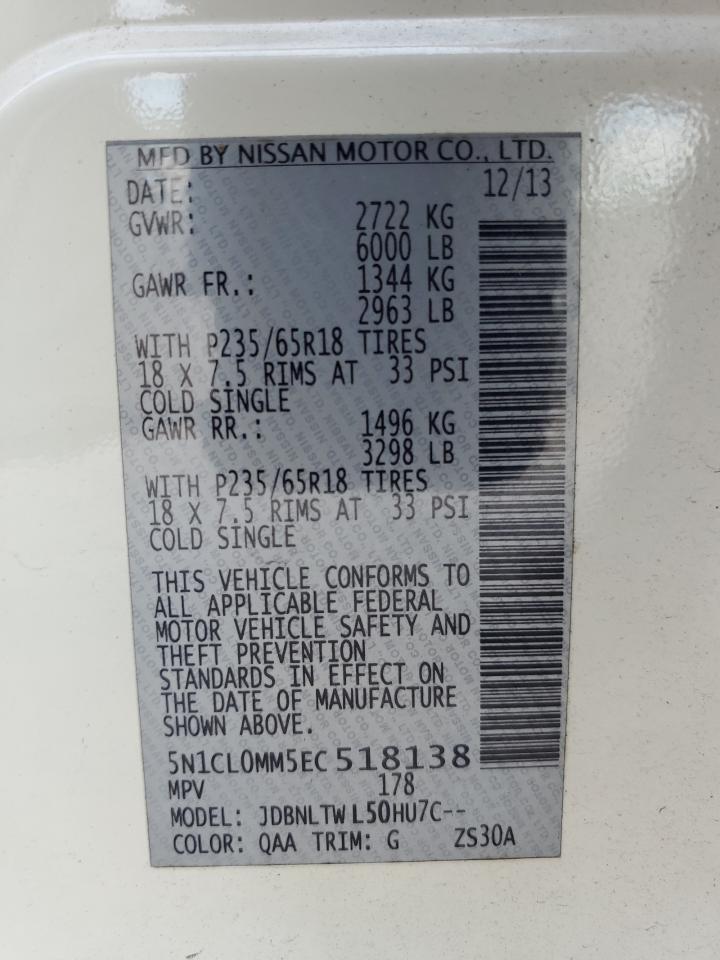 MFD BY NISSAN MOTOR CO., LTD.
DATE: 12/13
GVWR: 2722 KG
6000 LB
GAWR FR.: 1344 KG
2963 LB
WITH P235/65R18 TIRES
18 X 7.5 RIMS AT 33 PSI
COLD SINGLE
GAWR RR.: 1496 KG
3298 LB
WITH P235/65R18 TIRES
18 X 7.5 RIMS AT 33 PSI
COLD SINGLE
THIS VEHICLE CONFORMS TO
ALL APPLICABLE FEDERAL
MOTOR VEHICLE SAFETY AND
THEFT PREVENTION
STANDARDS IN EFFECT ON
THE DATE OF MANUFACTURE
SHOWN ABOVE.
5N1CL0MM5EC518138
MPV 178
MODEL: JDBNLTWL50HU7C--
COLOR: QAA TRIM: G ZS30A